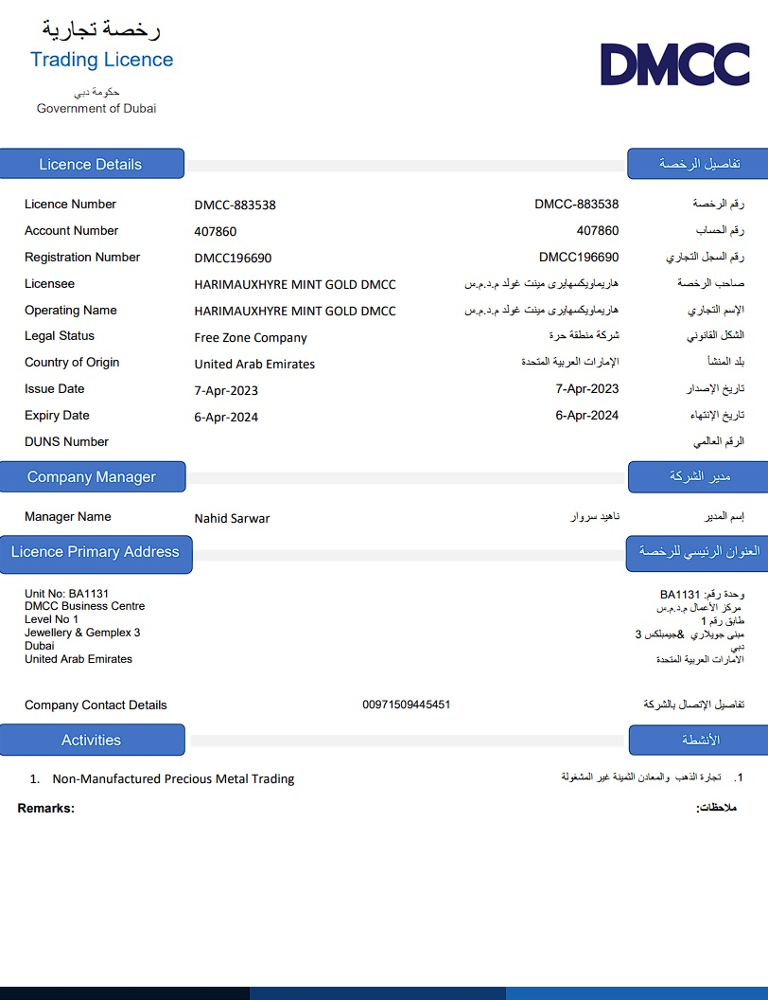 رخصة تجارية
Trading Licence
حكومة دبي
Government of Dubai
DMCC
Licence Details تفاصيل الرخصة
Licence Number DMCC-883538 DMCC-883538 رقم الرخصة
Account Number 407860 407860 رقم الحساب
Registration Number DMCC196690 DMCC196690 رقم السجل التجاري
Licensee HARIMAUXHYRE MINT GOLD DMCC هاريماويكسهايرى مينت غولد م.د.م.س صاحب الرخصة
Operating Name HARIMAUXHYRE MINT GOLD DMCC هاريماويكسهايرى مينت غولد م.د.م.س الإسم التجاري
Legal Status Free Zone Company شركة منطقة حرة الشكل القانوني
Country of Origin United Arab Emirates الإمارات العربية المتحدة بلد المنشأ
Issue Date 7-Apr-2023 7-Apr-2023 تاريخ الإصدار
Expiry Date 6-Apr-2024 6-Apr-2024 تاريخ الإنتهاء
DUNS Number الرقم العالمي
Company Manager مدير الشركة
Manager Name Nahid Sarwar ناهيد سروار إسم المدير
Licence Primary Address العنوان الرئيسي للرخصة
Unit No: BA1131 وحدة رقم: BA1131
DMCC Business Centre مركز الأعمال م.د.م.س
Level No 1 طابق رقم 1
Jewellery & Gemplex 3 مبنى جويلاري &جيمبلكس 3
Dubai دبي
United Arab Emirates الامارات العربية المتحدة
Company Contact Details 00971509445451 تفاصيل الإتصال بالشركة
Activities الأنشطة
1. Non-Manufactured Precious Metal Trading 1. تجارة الذهب والمعادن الثمينة غير المشغولة
Remarks: ملاحظات: